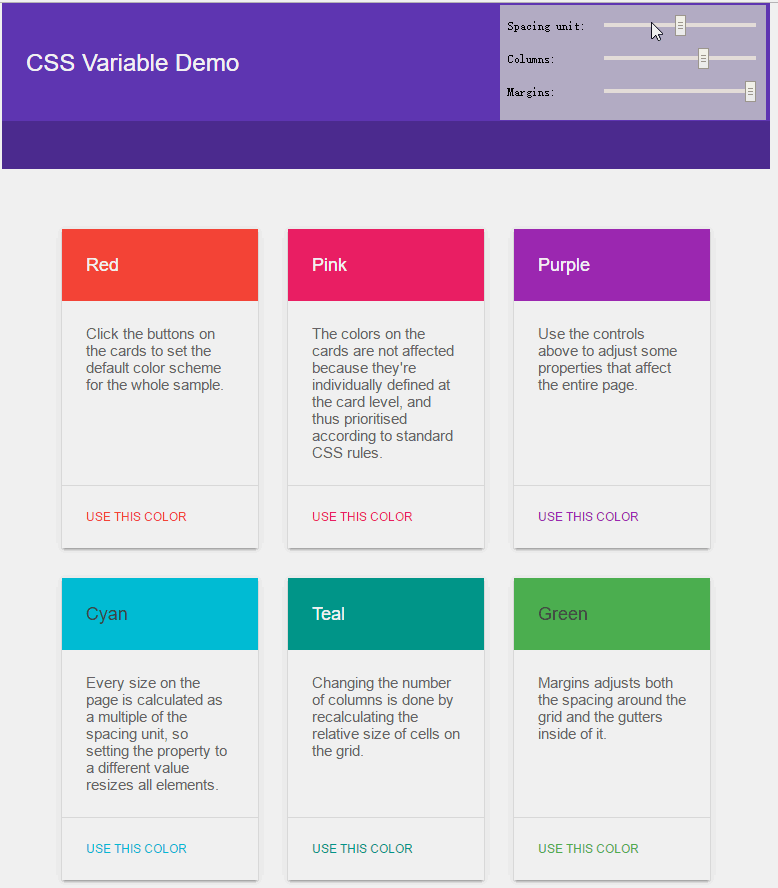 CSS Variable Demo
Spacing unit:
Columns:
Margins:
Red
Click the buttons on
the cards to set the
default color scheme
for the whole sample.
USE THIS COLOR
Pink
The colors on the
cards are not affected
because they're
individually defined at
the card level, and
thus prioritised
according to standard
CSS rules.
USE THIS COLOR
Purple
Use the controls
above to adjust some
properties that affect
the entire page.
USE THIS COLOR
Cyan
Every size on the
page is calculated as
a multiple of the
spacing unit, so
setting the property to
a different value
resizes all elements.
USE THIS COLOR
Teal
Changing the number
of columns is done by
recalculating the
relative size of cells on
the grid.
USE THIS COLOR
Green
Margins adjusts both
the spacing around the
grid and the gutters
inside of it.
USE THIS COLOR